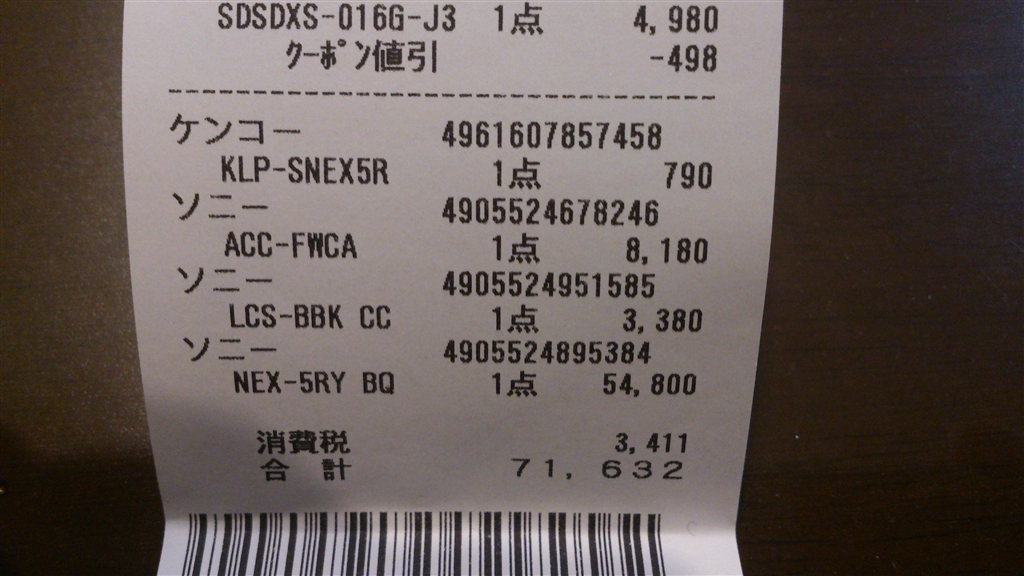 SDSDXS-016G-J3 1点 4,980
クーポン値引 -498
ケンコー 4961607857458
KLP-SNEX5R 1点 790
ソニー 4905524678246
ACC-FWCA 1点 8,180
ソニー 4905524951585
LCS-BBK CC 1点 3,380
ソニー 4905524895384
NEX-5RY BQ 1点 54,800
消費税 3,411
合 計 71,632